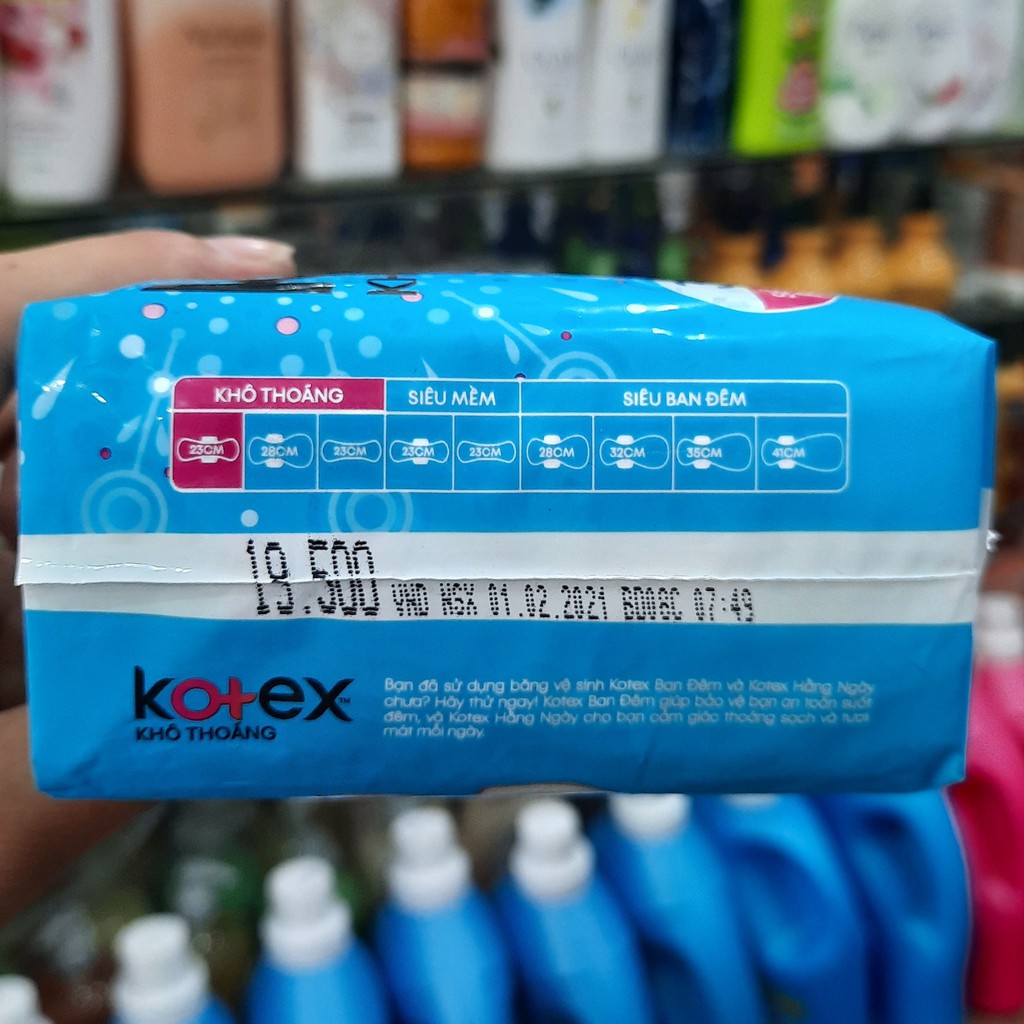 KHÔ THOÁNG SIÊU MỀM SIÊU BAN ĐÊM
23CM 28CM 23CM 23CM 23CM 28CM 32CM 35CM 41CM
19.500 VND NSX 01.02.2021 BD08C 07:49
kotex™
KHÔ THOÁNG
Bạn đã sử dụng băng vệ sinh Kotex Ban Đêm và Kotex Hằng Ngày
chưa? Hãy thử ngay! Kotex Ban Đêm giúp bảo vệ bạn an toàn suốt
đêm, và Kotex Hằng Ngày cho bạn cảm giác thoáng sạch và tươi
mát mỗi ngày.